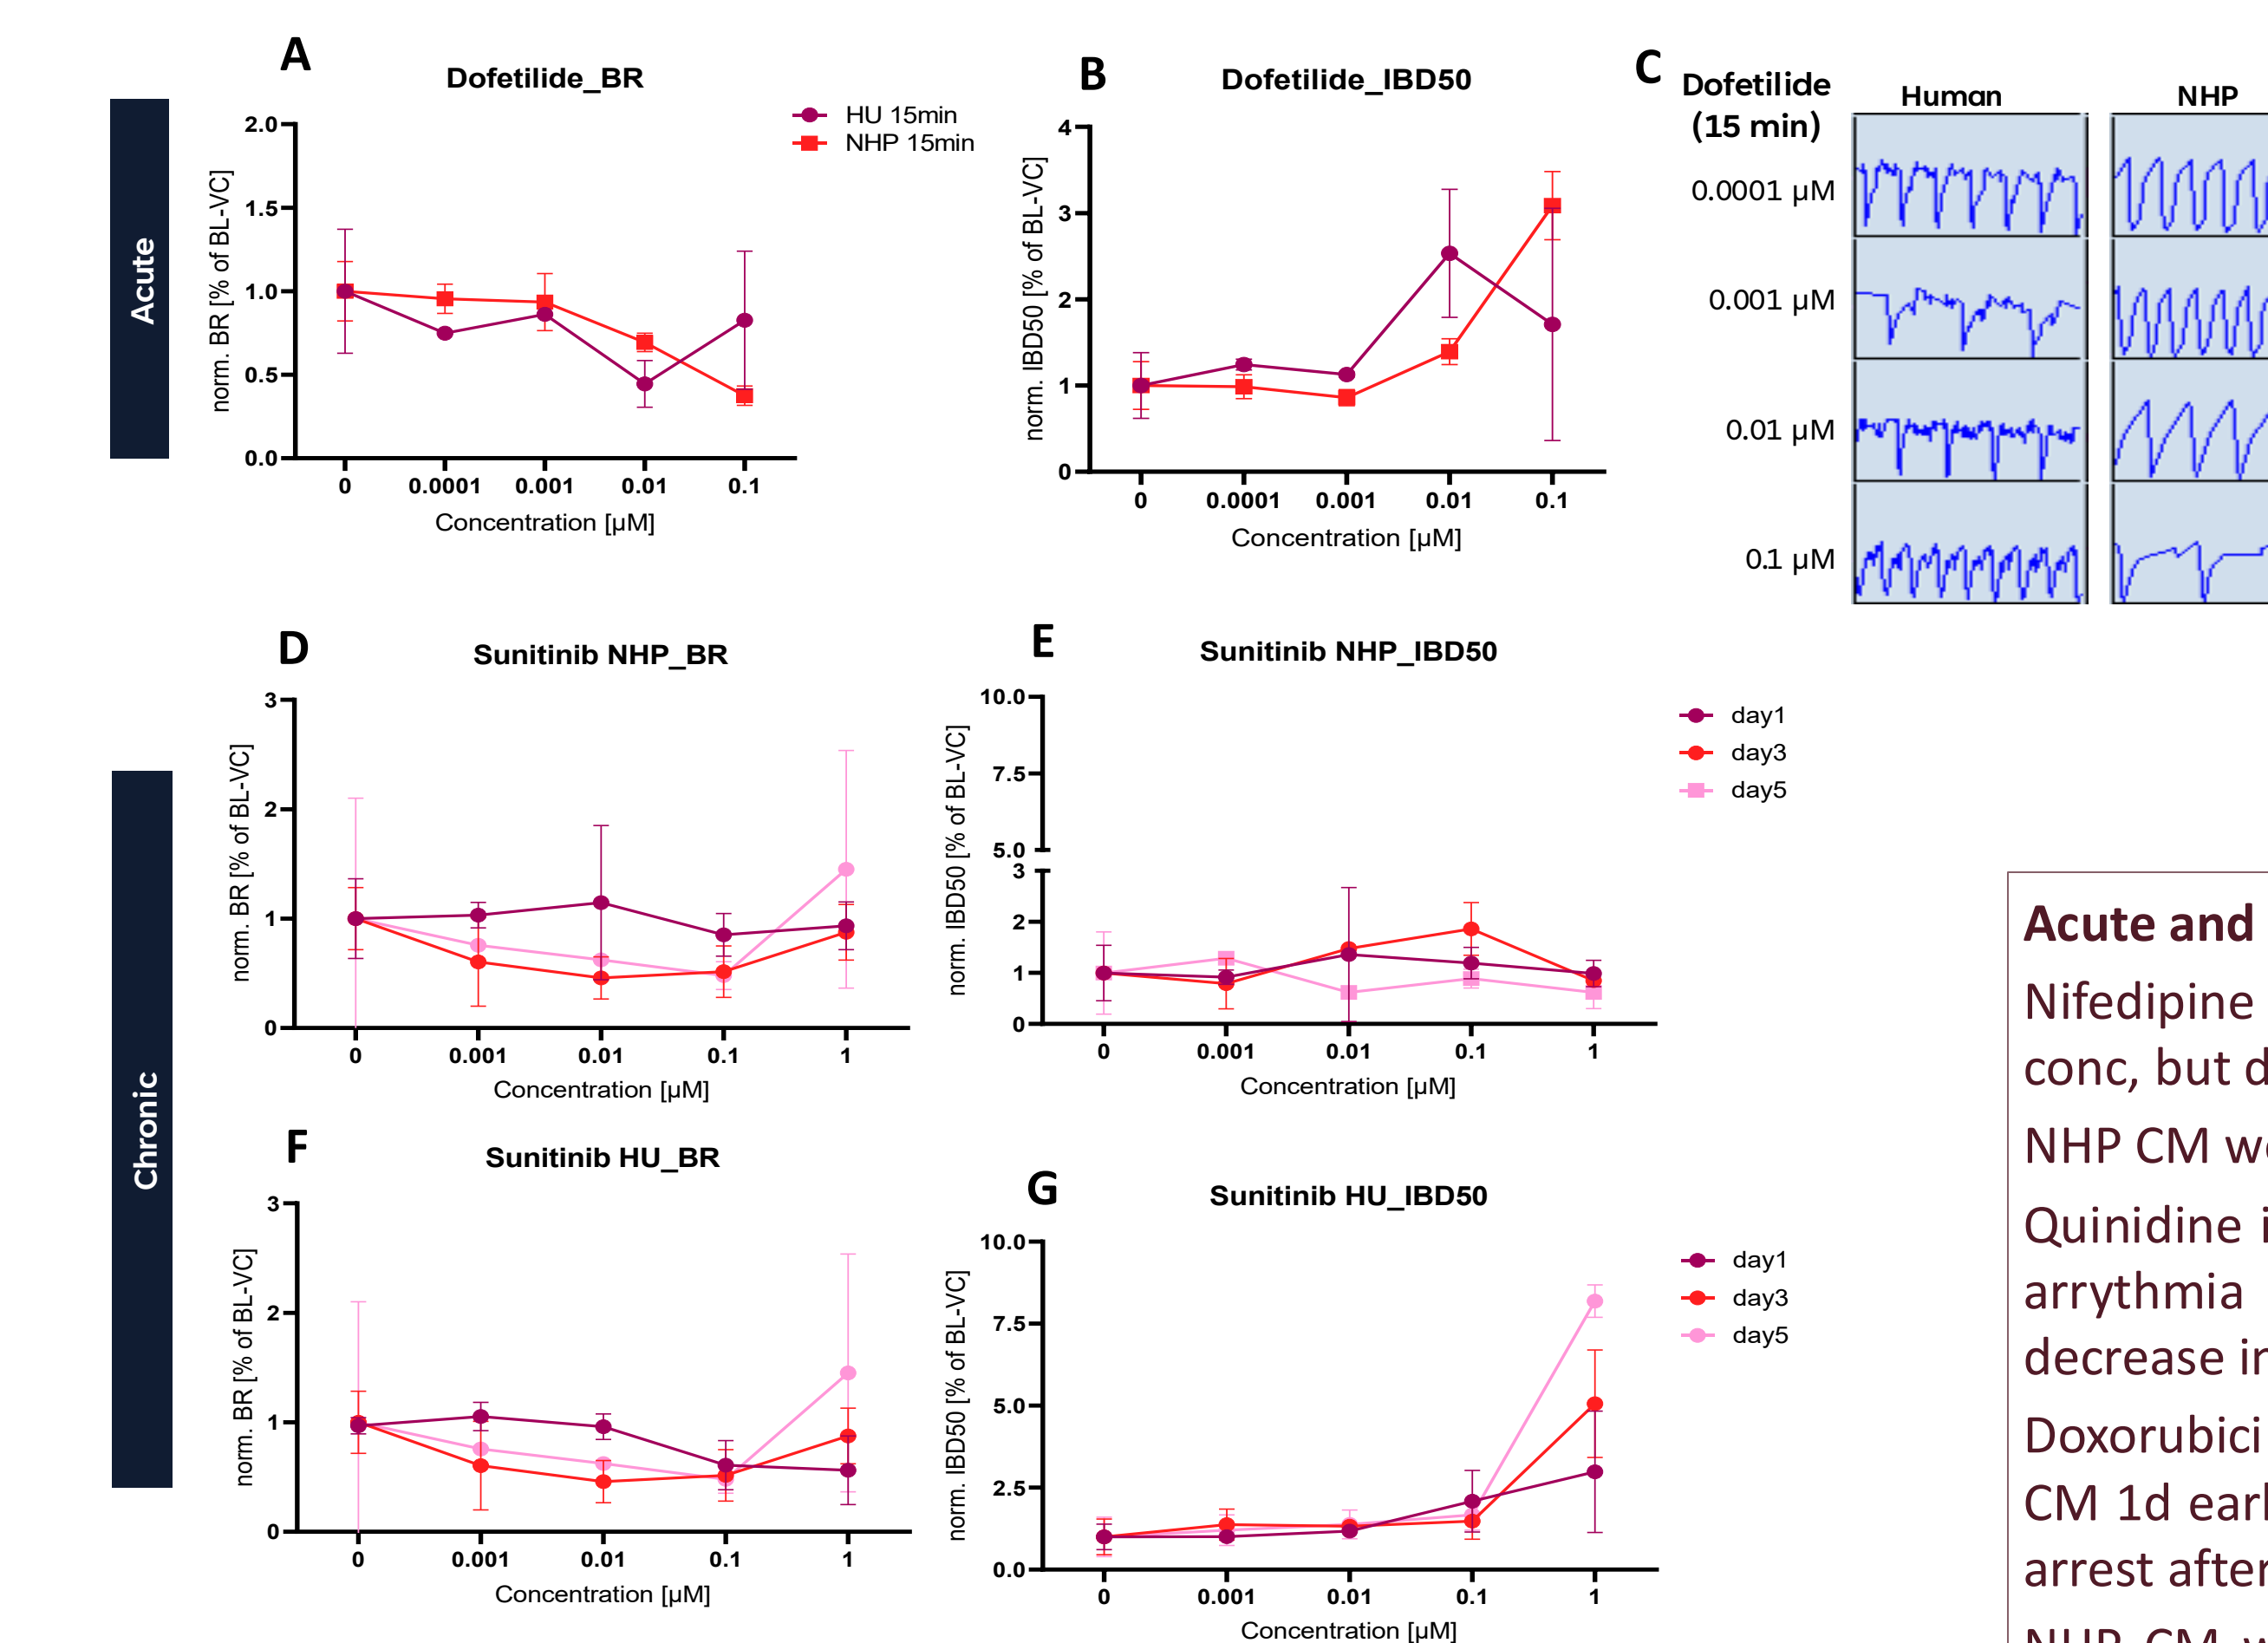 A
Dofetilide_BR
HU 15min
NHP 15min
norm. BR [% of BL-VC]
2.0
1.5
1.0
0.5
0.0
0 0.0001 0.001 0.01 0.1
Concentration [µM]
Acute
B
Dofetilide_IBD50
norm. IBD50 [% of BL-VC]
4
3
2
1
0
0 0.0001 0.001 0.01 0.1
Concentration [µM]
C
Dofetilide
(15 min)
Human NHP
0.0001 µM
0.001 µM
0.01 µM
0.1 µM
Chronic
D
Sunitinib NHP_BR
norm. BR [% of BL-VC]
3
2
1
0
0 0.001 0.01 0.1 1
Concentration [µM]
E
Sunitinib NHP_IBD50
norm. IBD50 [% of BL-VC]
10.0
7.5
5.0
3
2
1
0
0 0.001 0.01 0.1 1
Concentration [µM]
day1
day3
day5
F
Sunitinib HU_BR
norm. BR [% of BL-VC]
3
2
1
0
0 0.001 0.01 0.1 1
Concentration [µM]
G
Sunitinib HU_IBD50
norm. IBD50 [% of BL-VC]
10.0
7.5
5.0
2.5
0.0
0 0.001 0.01 0.1 1
Concentration [µM]
day1
day3
day5
Acute and
Nifedipine
conc, but
NHP CM
Quinidine
arrythmia
decrease
Doxorubici
CM 1d earl
arrest after
NHP CM